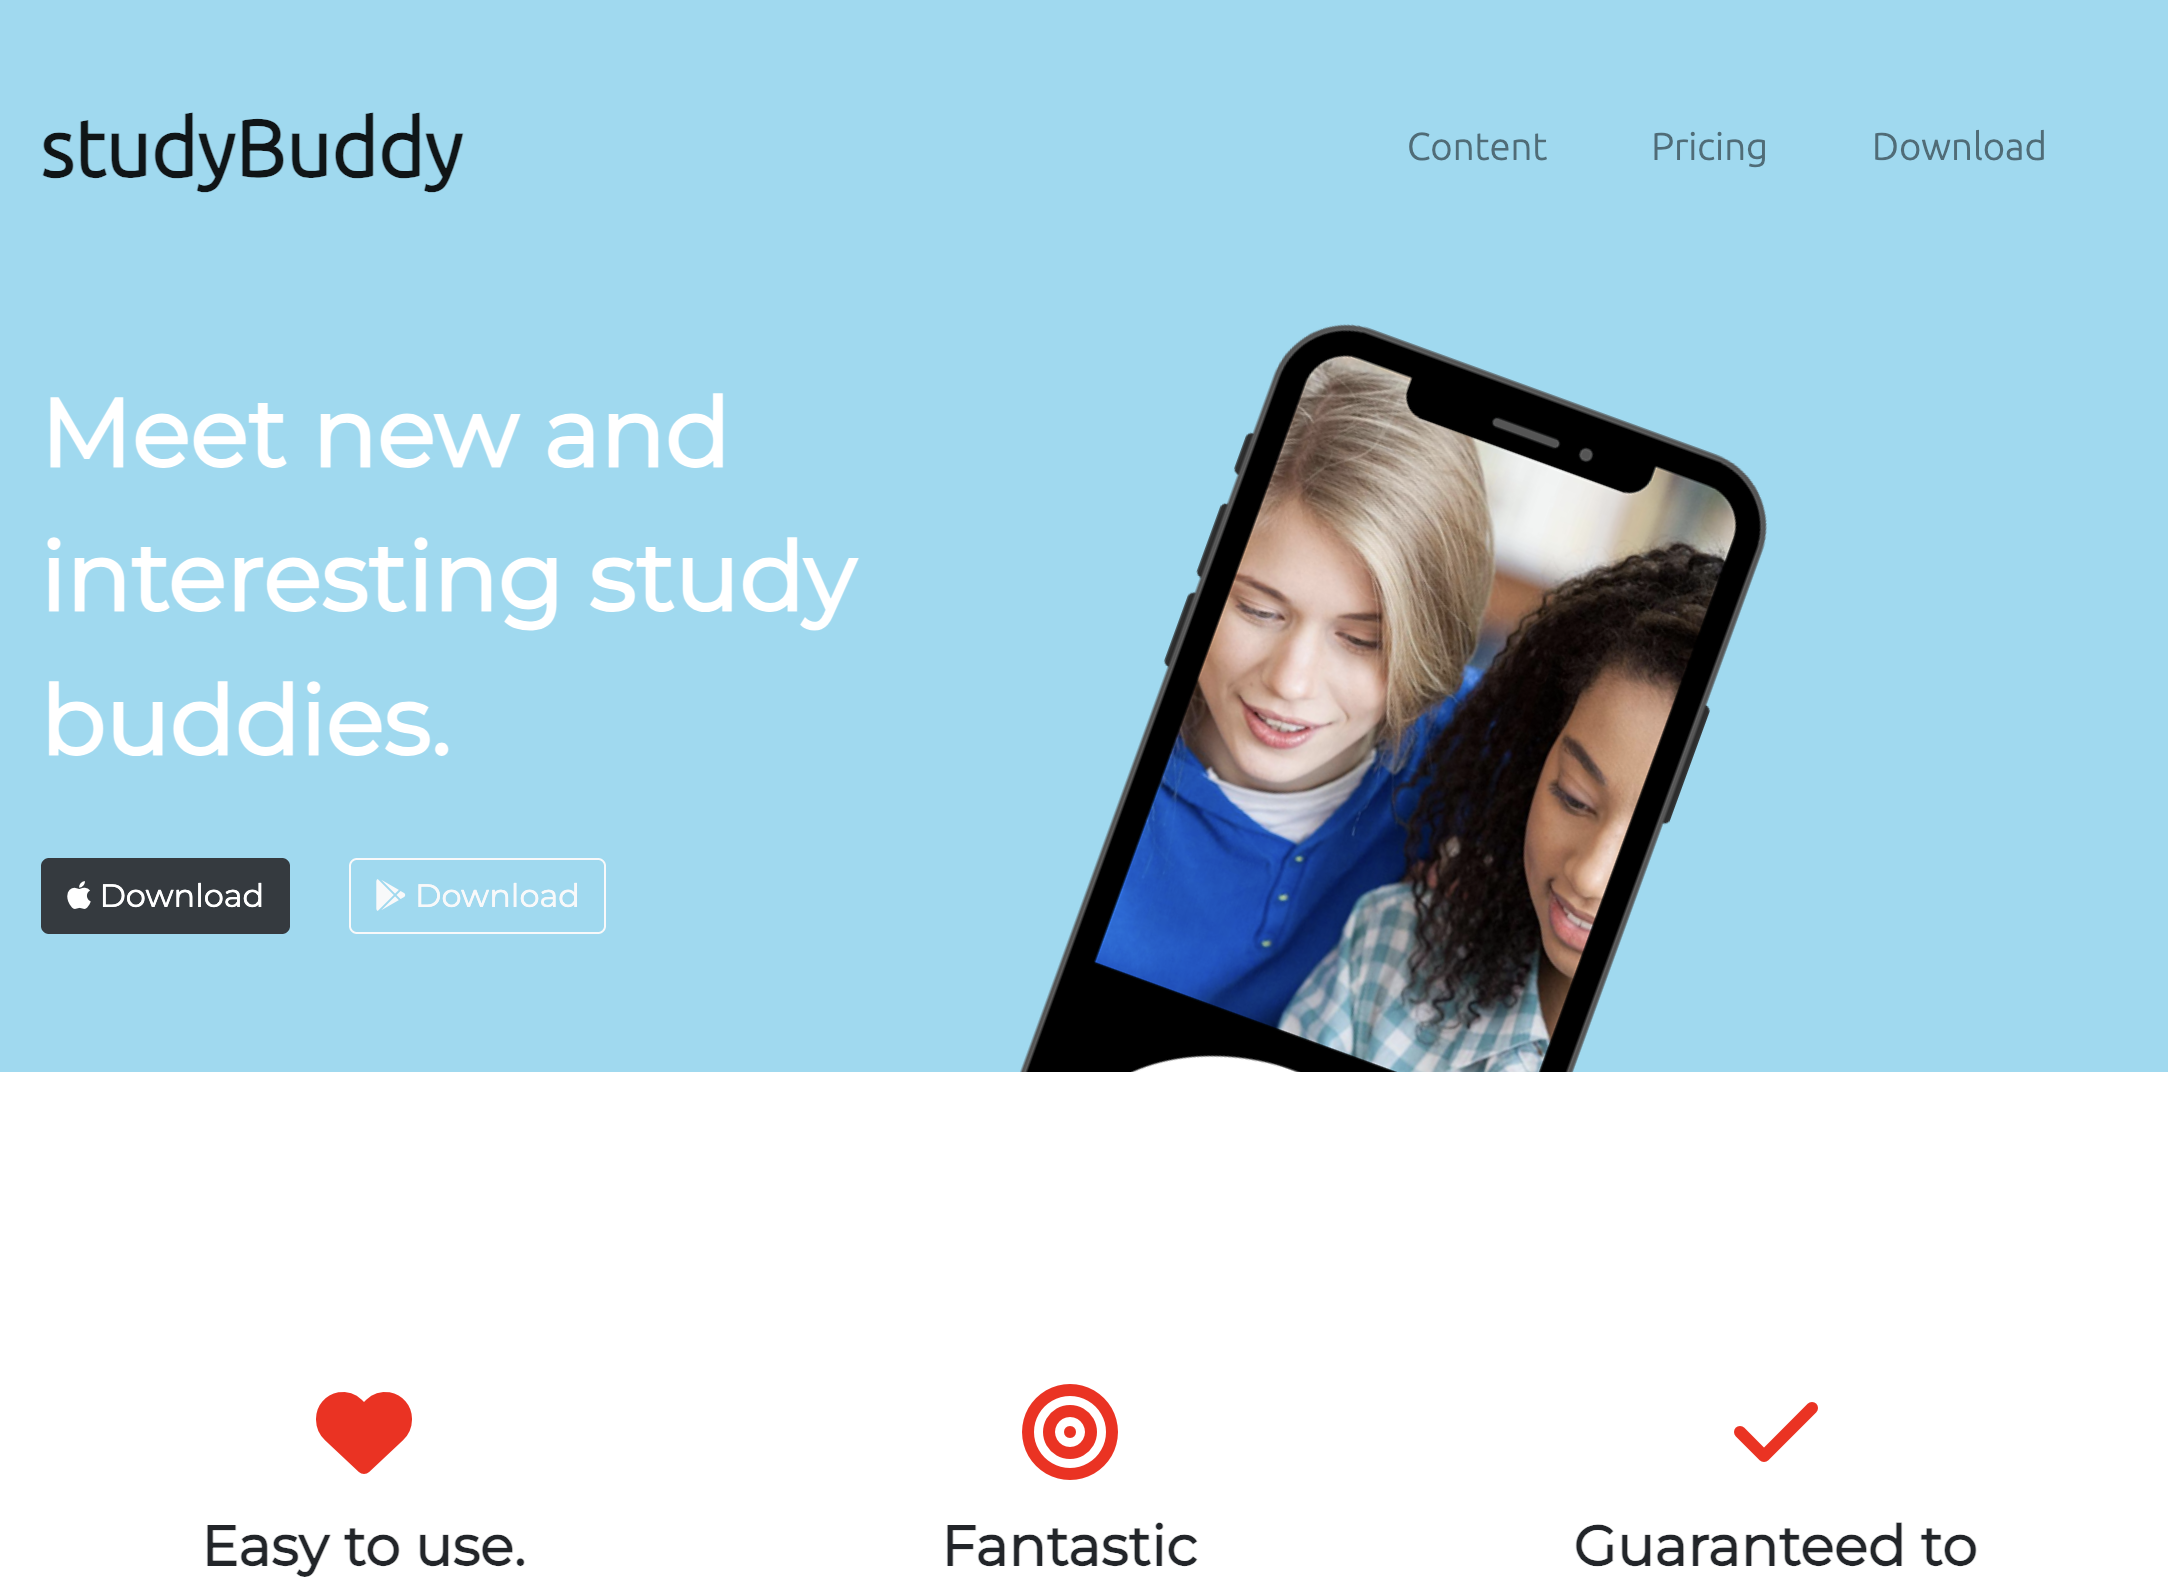 studyBuddy
Content
Pricing
Download
Meet new and
interesting study
buddies.
Download
Download
Easy to use.
Fantastic
Guaranteed to